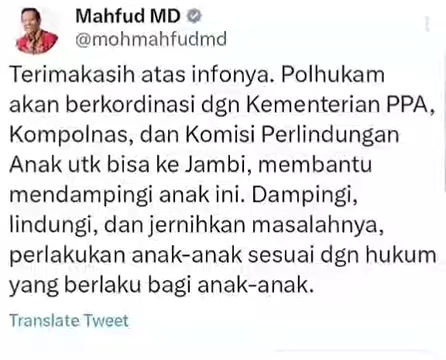 Mahfud MD
@mohmahfudmd
Terimakasih atas infonya. Polhukam
akan berkordinasi dgn Kementerian PPA,
Kompolnas, dan Komisi Perlindungan
Anak utk bisa ke Jambi, membantu
mendampingi anak ini. Dampingi,
lindungi, dan jernihkan masalahnya,
perlakukan anak-anak sesuai dgn hukum
yang berlaku bagi anak-anak.
Translate Tweet